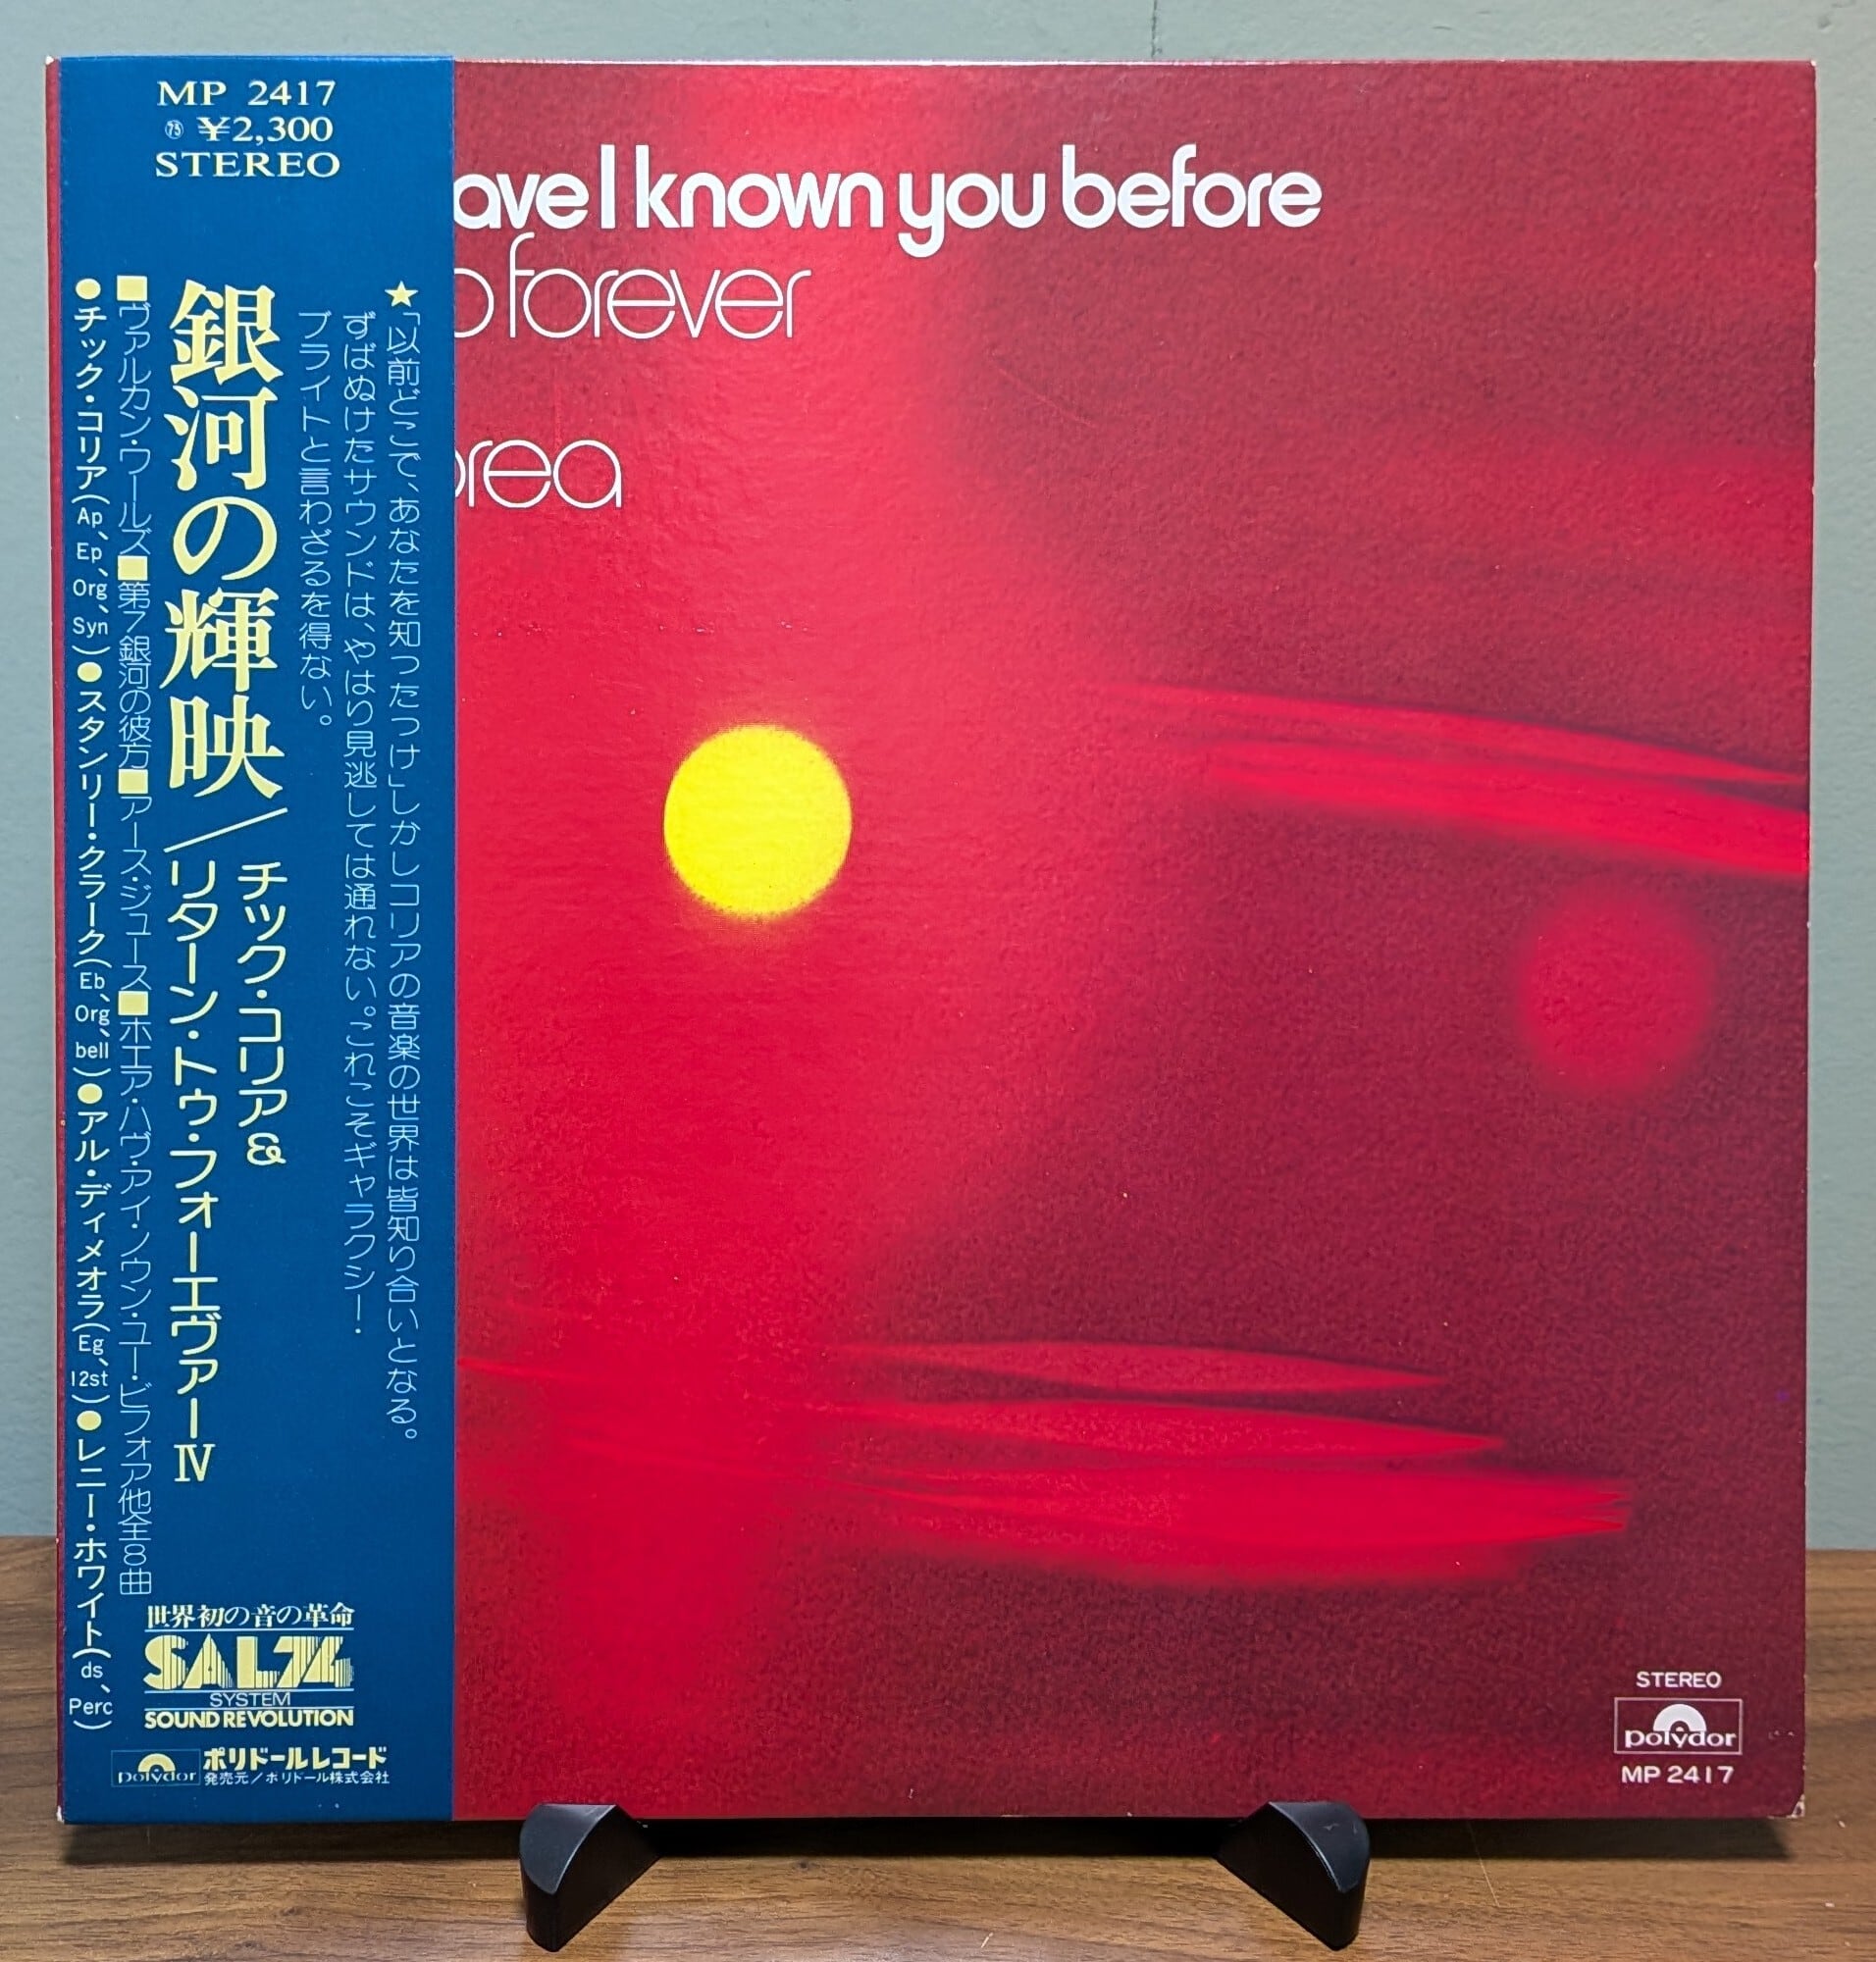 MP 2417
㊆ ¥2,300
STEREO
★「以前どこで、あなたを知ったっけ」しかしコリアの音楽の世界は皆知り合いとなる。
ずばぬけたサウンドは、やはり見逃しては通れない。これこそギャラクシー・
ブライトと言わざるを得ない。
銀河の輝映／チック・コリア&
リターン・トゥ・フォーエヴァーⅣ
■ヴァルカン・ワールズ■第7銀河の彼方■アース・ジュース■ホエア・ハヴ・アイ・ノウン・ユー・ビフォア他全8曲
●チック・コリア(Ap、Ep、Org、Syn)●スタンリー・クラーク(Eb、Org、bell)●アル・ディメオラ(Eg、12st)●レニー・ホワイト(ds、Perc)
世界初の音の革命
SAL74
SYSTEM
SOUND REVOLUTION
polydor ポリドールレコード
発売元／ポリドール株式会社
ave I known you before
o forever
orea
STEREO
polydor
MP 2417